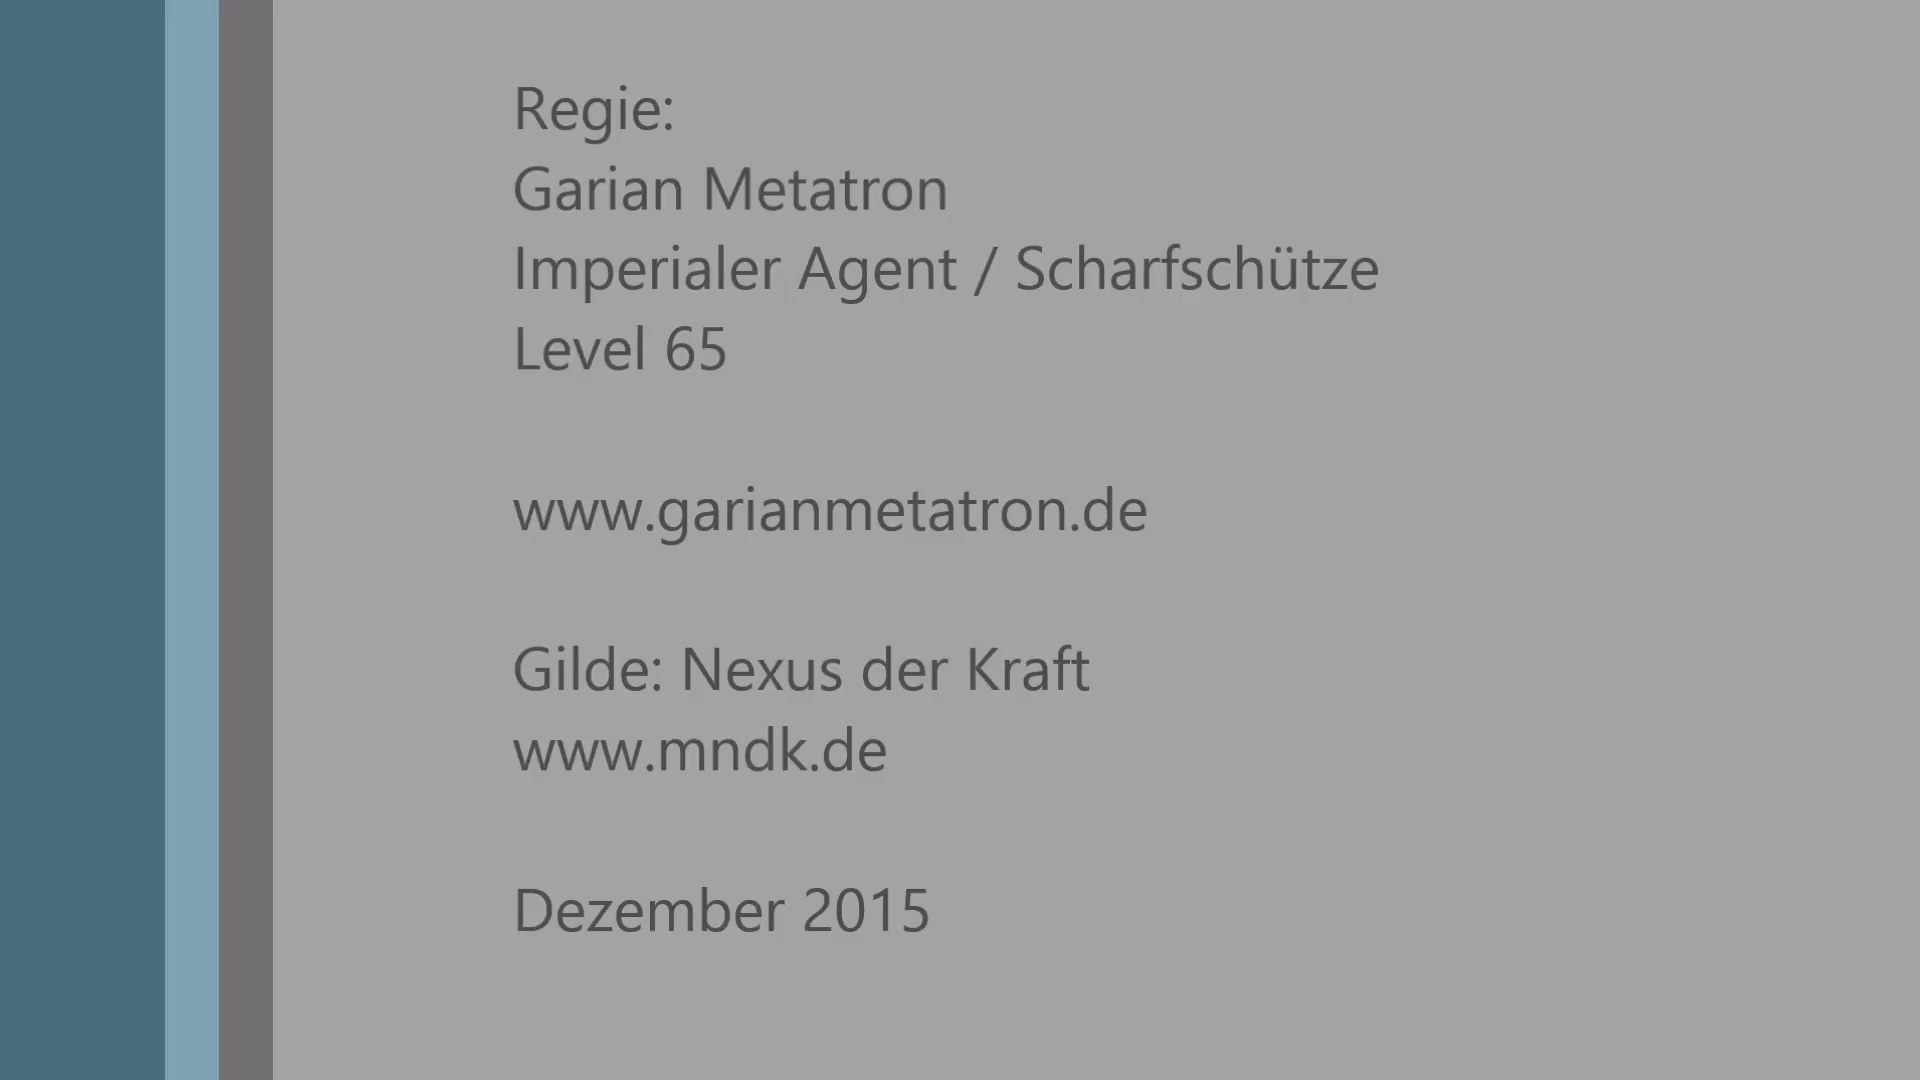 Regie:
Garian Metatron
Imperialer Agent / Scharfschütze
Level 65
www.garianmetatron.de
Gilde: Nexus der Kraft
www.mndk.de
Dezember 2015